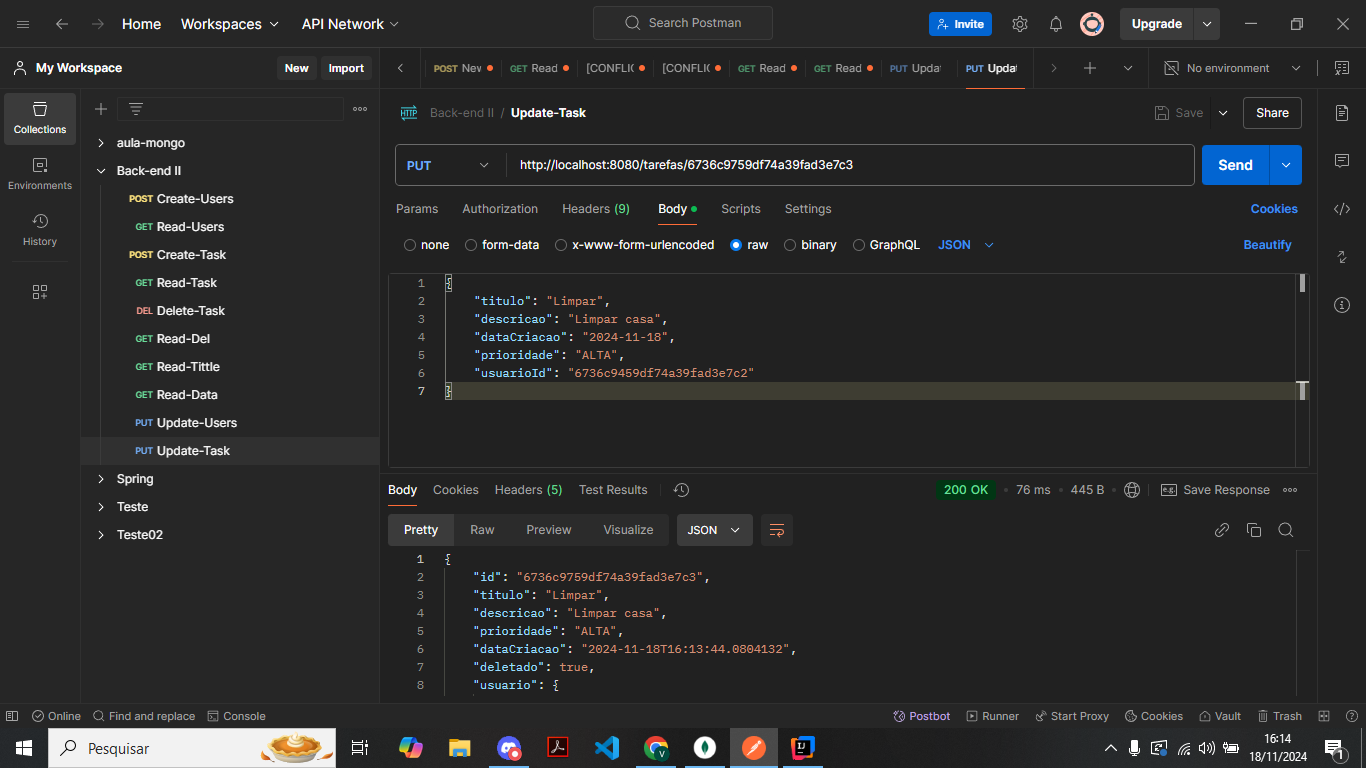 Home Workspaces API Network Search Postman Invite Upgrade
My Workspace New Import
POST New GET Read [CONFLIC [CONFLIC GET Read GET Read PUT Updat PUT Updat No environment
Collections
Environments
History
aula-mongo
Back-end II
POST Create-Users
GET Read-Users
POST Create-Task
GET Read-Task
DEL Delete-Task
GET Read-Del
GET Read-Tittle
GET Read-Data
PUT Update-Users
PUT Update-Task
Spring
Teste
Teste02
HTTP Back-end II / Update-Task Save Share
PUT http://localhost:8080/tarefas/6736c9759df74a39fad3e7c3 Send
Params Authorization Headers (9) Body Scripts Settings Cookies
none form-data x-www-form-urlencoded raw binary GraphQL JSON Beautify
1 {
2 "titulo": "Limpar",
3 "descricao": "Limpar casa",
4 "dataCriacao": "2024-11-18",
5 "prioridade": "ALTA",
6 "usuarioId": "6736c9459df74a39fad3e7c2"
7 }
Body Cookies Headers (5) Test Results 200 OK 76 ms 445 B e.g. Save Response
Pretty Raw Preview Visualize JSON
1 {
2 "id": "6736c9759df74a39fad3e7c3",
3 "titulo": "Limpar",
4 "descricao": "Limpar casa",
5 "prioridade": "ALTA",
6 "dataCriacao": "2024-11-18T16:13:44.0804132",
7 "deletado": true,
8 "usuario": {
Online Find and replace Console Postbot Runner Start Proxy Cookies Vault Trash
Pesquisar
16:14
18/11/2024
1